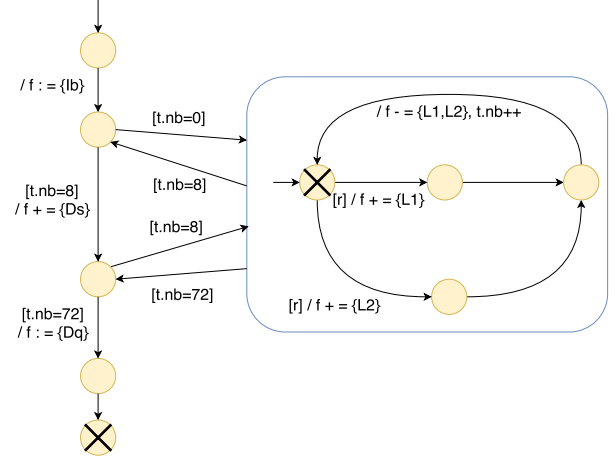 / f : = {Ib}
[t.nb=0]
/ f - = {L1,L2}, t.nb++
[t.nb=8]
[r] / f + = {L1}
[t.nb=8]
/ f + = {Ds}
[t.nb=8]
[t.nb=72]
[r] / f + = {L2}
[t.nb=72]
/ f : = {Dq}